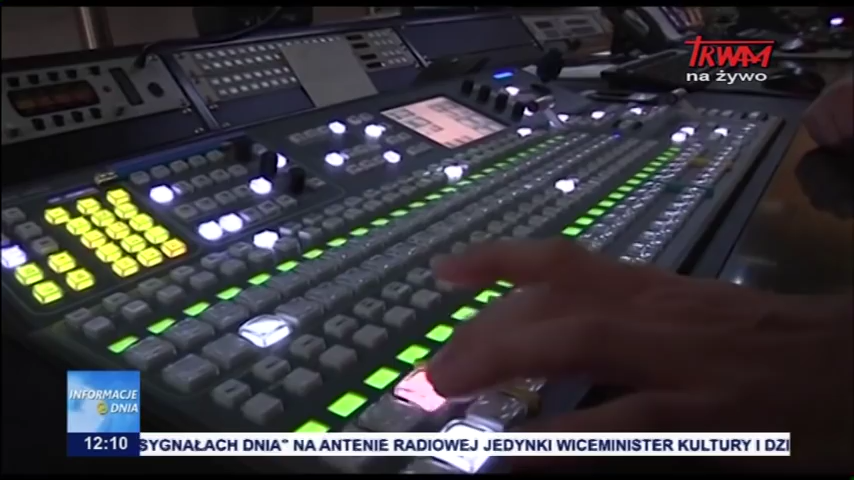 TRWAM
na żywo
INFORMACJE
DNIA
12:10
SYGNAŁACH DNIA" NA ANTENIE RADIOWEJ JEDYNKI WICEMINISTER KULTURY I DZI